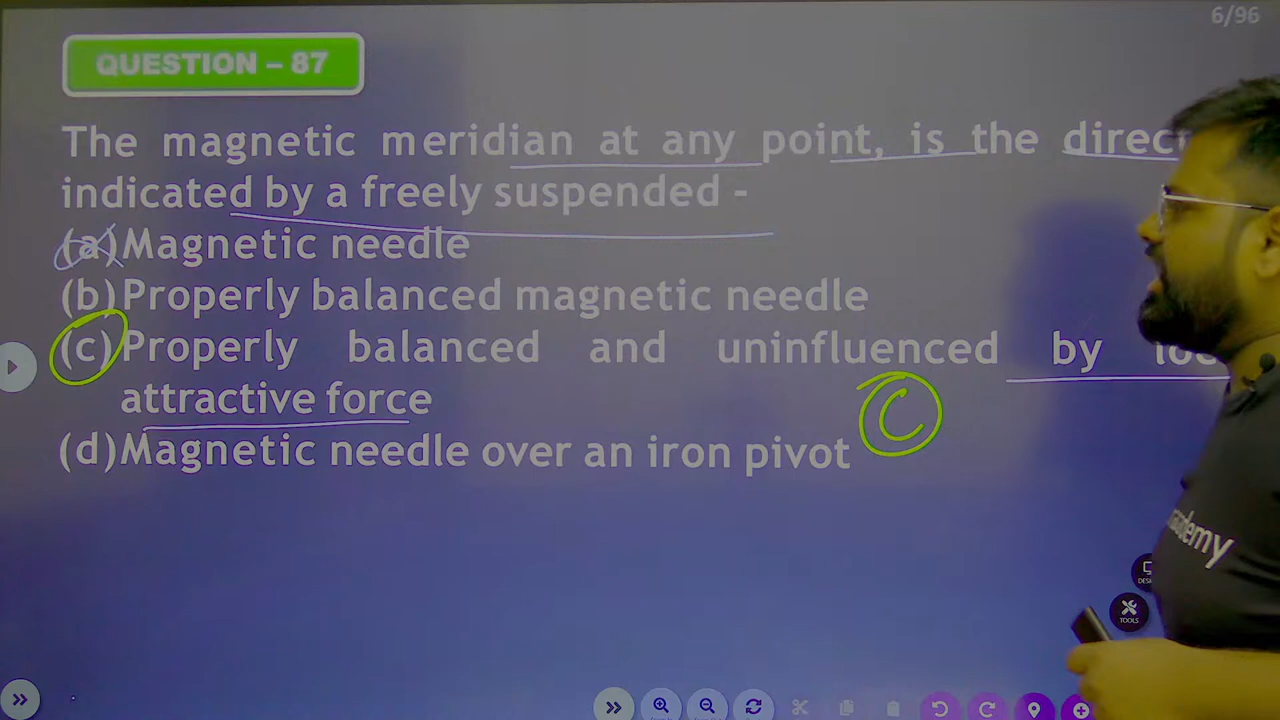 6/96
QUESTION – 87
The magnetic meridian at any point, is the
indicated by a freely suspended -
(a) Magnetic needle
(b) Properly balanced magnetic needle
(c) Properly balanced and uninfluenced by
attractive force
C
(d) Magnetic needle over an iron pivot
TOOLS